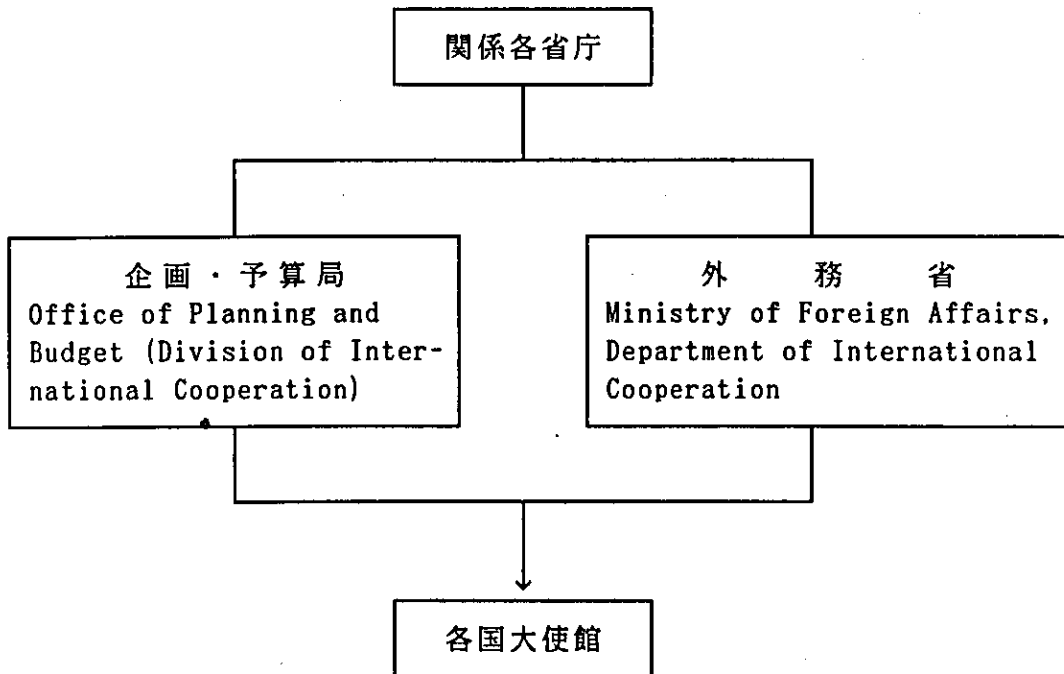 関係各省庁
企画・予算局
Office of Planning and
Budget (Division of Inter-
national Cooperation)
外務省
Ministry of Foreign Affairs,
Department of International
Cooperation
各国大使館